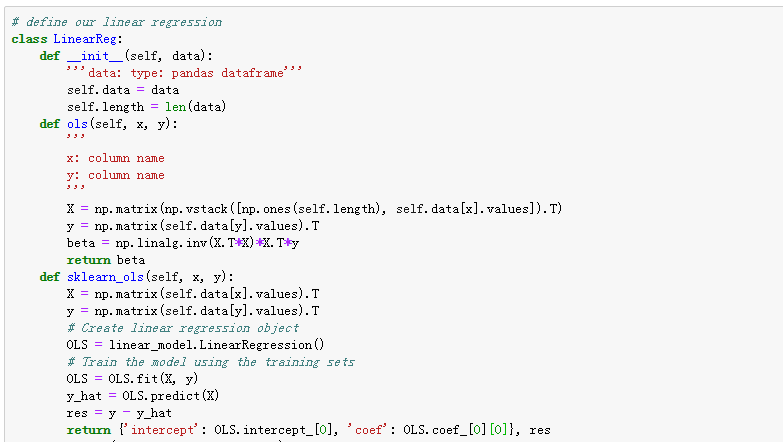 # define our linear regression
class LinearReg:
    def __init__(self, data):
        '''data: type: pandas dataframe'''
        self.data = data
        self.length = len(data)
    def ols(self, x, y):
        '''
        x: column name
        y: column name
        '''
        X = np.matrix(np.vstack([np.ones(self.length), self.data[x].values]).T)
        y = np.matrix(self.data[y].values).T
        beta = np.linalg.inv(X.T*X)*X.T*y
        return beta
    def sklearn_ols(self, x, y):
        X = np.matrix(self.data[x].values).T
        y = np.matrix(self.data[y].values).T
        # Create linear regression object
        OLS = linear_model.LinearRegression()
        # Train the model using the training sets
        OLS = OLS.fit(X, y)
        y_hat = OLS.predict(X)
        res = y - y_hat
        return {'intercept': OLS.intercept_[0], 'coef': OLS.coef_[0][0]}, res